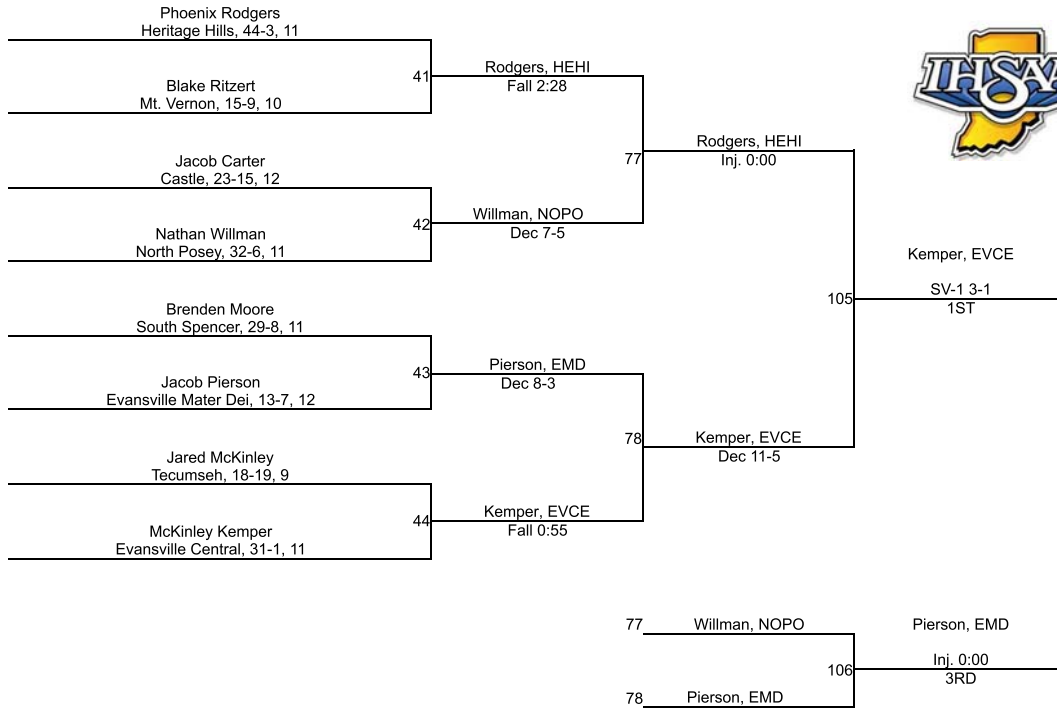 Phoenix Rodgers
Heritage Hills, 44-3, 11
41
Blake Ritzert
Mt. Vernon, 15-9, 10
Rodgers, HEHI
Fall 2:28
77
Jacob Carter
Castle, 23-15, 12
42
Nathan Willman
North Posey, 32-6, 11
Willman, NOPO
Dec 7-5
Rodgers, HEHI
Inj. 0:00
105
Brenden Moore
South Spencer, 29-8, 11
43
Jacob Pierson
Evansville Mater Dei, 13-7, 12
Pierson, EMD
Dec 8-3
78
Jared McKinley
Tecumseh, 18-19, 9
44
McKinley Kemper
Evansville Central, 31-1, 11
Kemper, EVCE
Fall 0:55
Kemper, EVCE
Dec 11-5
IHSAA
Kemper, EVCE
SV-1 3-1
1ST
77
Willman, NOPO
106
78
Pierson, EMD
Pierson, EMD
Inj. 0:00
3RD